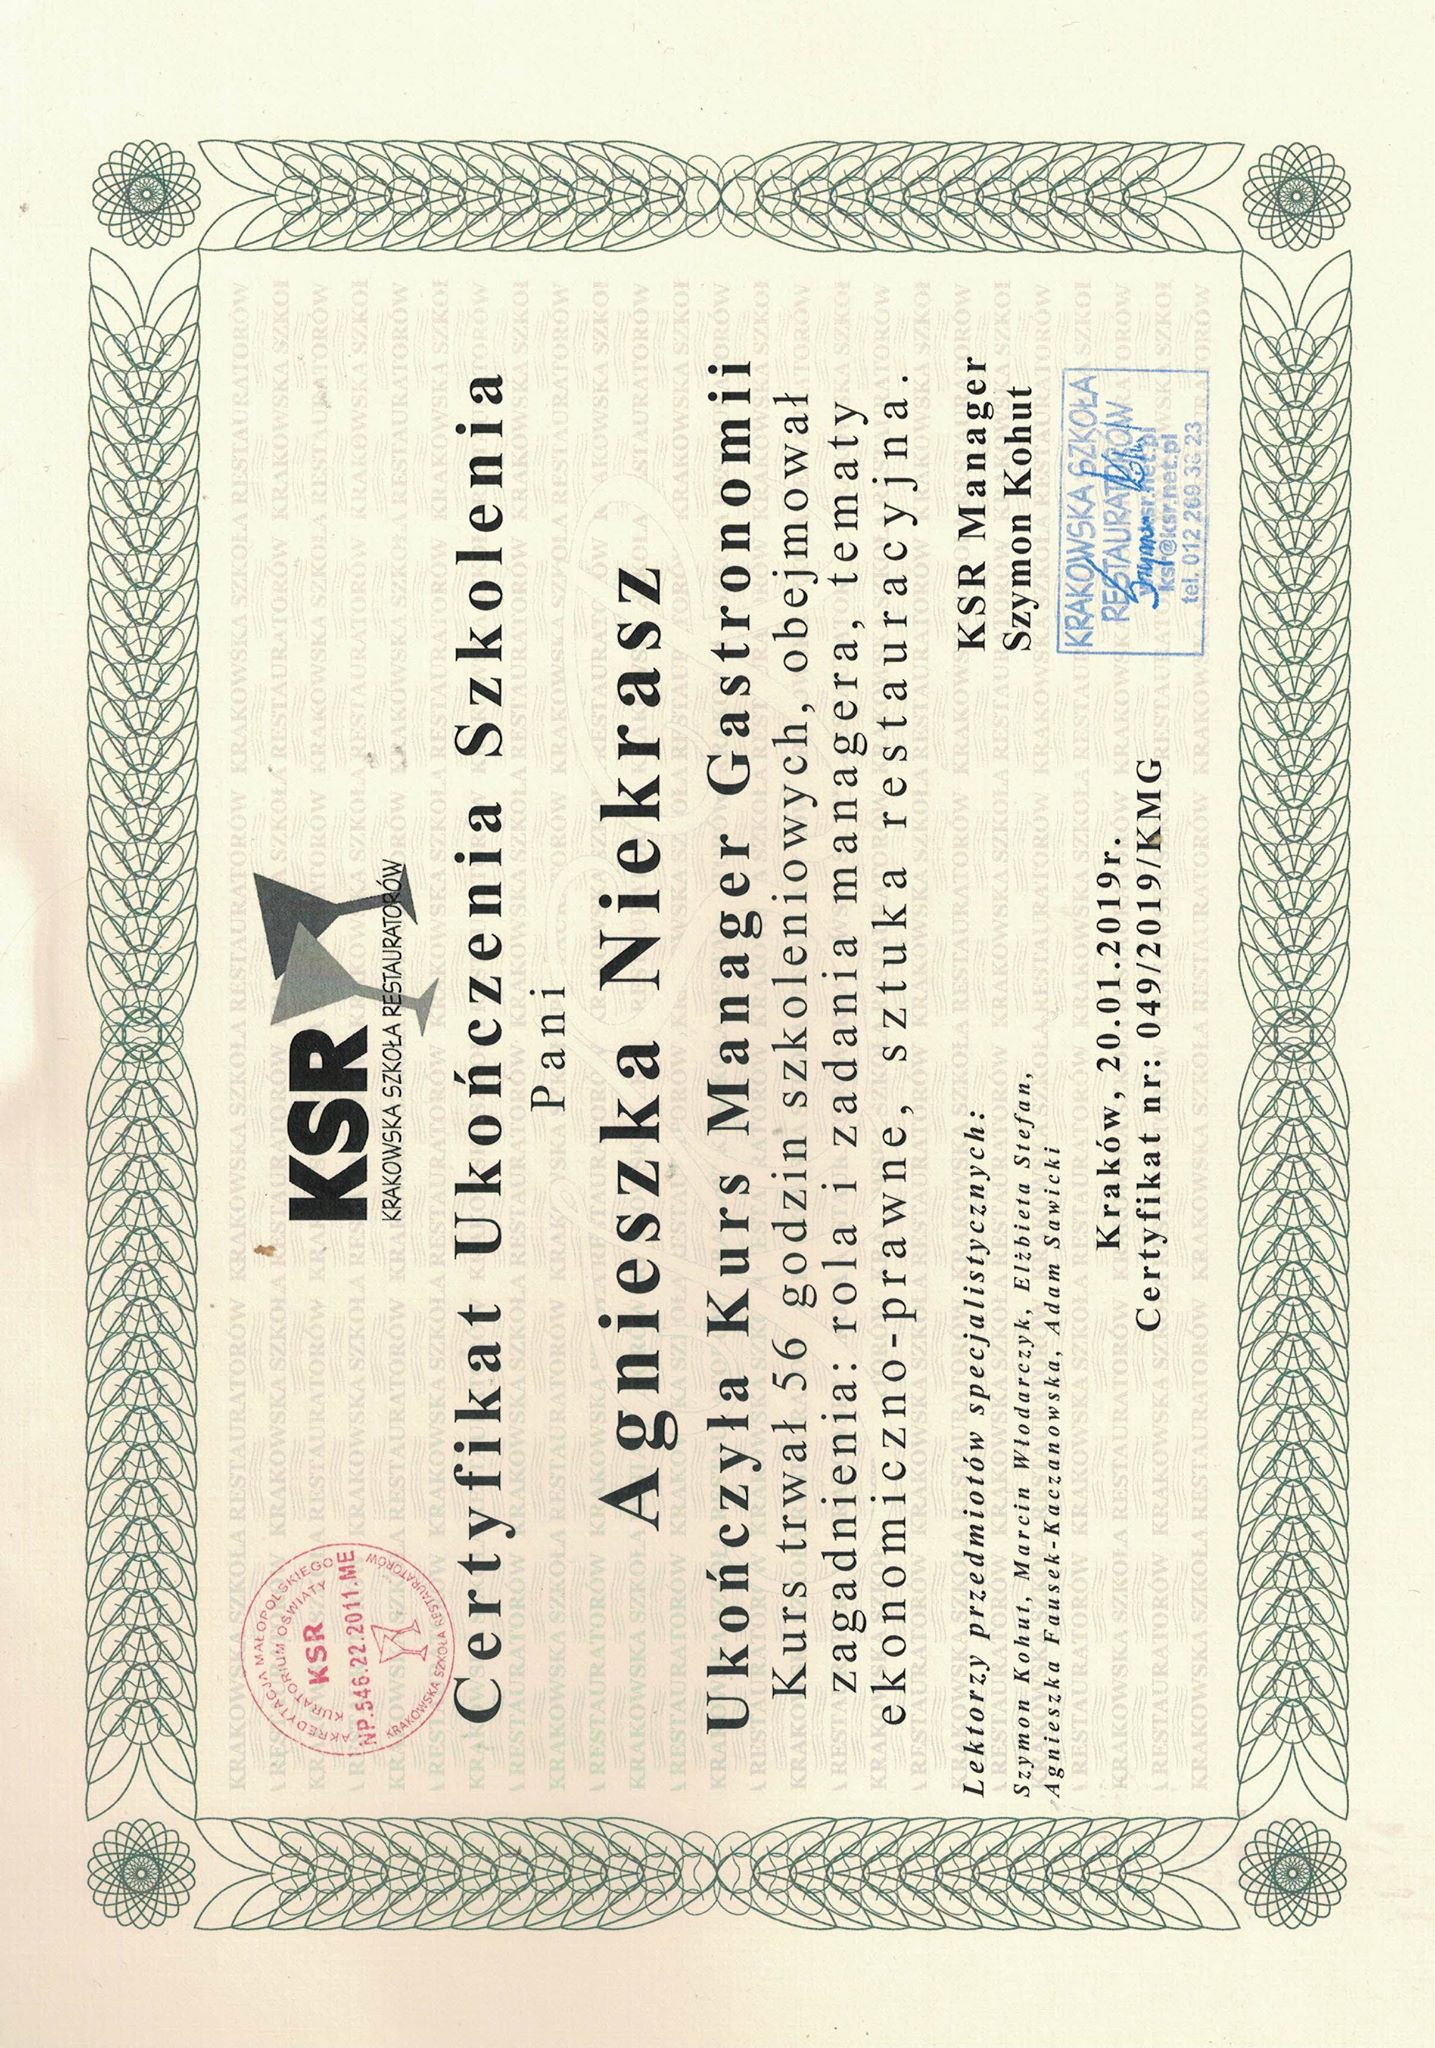 AKREDYTACJA MAŁOPOLSKIEGO
KURATORIUM OŚWIATY
KSR
NP.546.22.2011.ME
KRAKOWSKA SZKOŁA RESTAURATORÓW
KSR
KRAKOWSKA SZKOŁA RESTAURATORÓW
Certyfikat Ukończenia Szkolenia
Pani
Agnieszka Niekrasz
Ukończyła Kurs Manager Gastronomii
Kurs trwał 56 godzin szkoleniowych, obejmował
zagadnienia: rola i zadania managera, tematy
ekonomiczno-prawne, sztuka restauracyjna.
Lektorzy przedmiotów specjalistycznych:
Szymon Kohut, Marcin Włodarczyk, Elżbieta Stefan,
Agnieszka Fausek-Kaczanowska, Adam Sawicki
KSR Manager
Szymon Kohut
KRAKOWSKA SZKOŁA
RESTAURATORÓW
ksr@ksr.net.pl
tel. 012 269 38 23
Kraków, 20.01.2019r.
Certyfikat nr: 049/2019/KMG